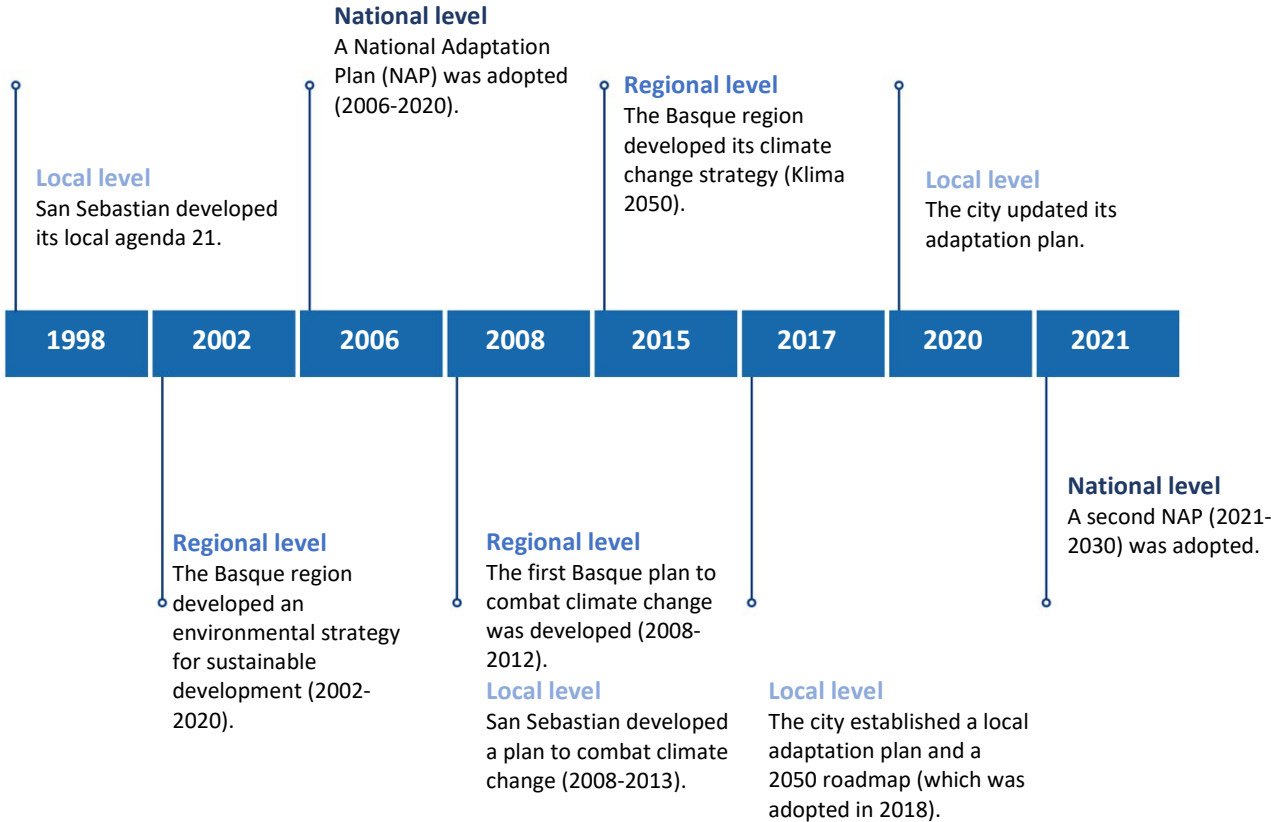 National level
A National Adaptation
Plan (NAP) was adopted
(2006-2020).
Regional level
The Basque region
developed its climate
change strategy (Klima
2050).
Local level
San Sebastian developed
its local agenda 21.
Local level
The city updated its
adaptation plan.
1998 2002 2006 2008 2015 2017 2020 2021
Regional level
The Basque region
developed an
environmental strategy
for sustainable
development (2002-
2020).
Regional level
The first Basque plan to
combat climate change
was developed (2008-
2012).
Local level
San Sebastian developed
a plan to combat climate
change (2008-2013).
Local level
The city established a local
adaptation plan and a
2050 roadmap (which was
adopted in 2018).
National level
A second NAP (2021-
2030) was adopted.